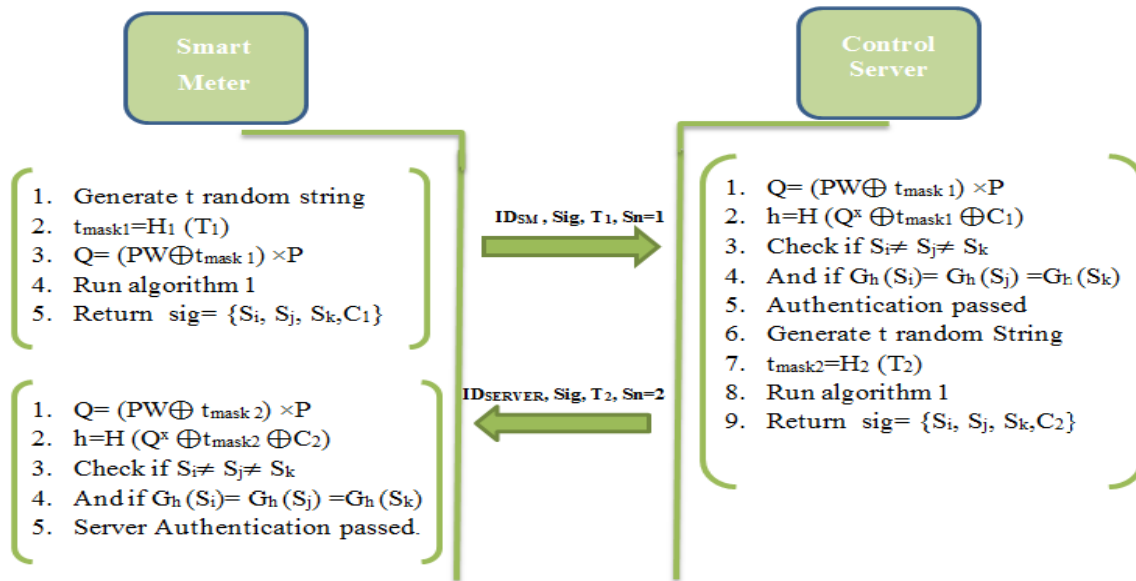 Smart
Meter
Control
Server
1. Generate t random string
2. tmask1=H1 (T1)
3. Q= (PW⊕tmask 1) ×P
4. Run algorithm 1
5. Return sig= {Si, Sj, Sk,C1}
IDSM , Sig, T1, Sn=1
1. Q= (PW⊕ tmask 1) ×P
2. h=H (Qx ⊕tmask1 ⊕C1)
3. Check if Si≠ Sj≠ Sk
4. And if Gh (Si)= Gh (Sj) =Gh (Sk)
5. Authentication passed
6. Generate t random String
7. tmask2=H2 (T2)
8. Run algorithm 1
9. Return sig= {Si, Sj, Sk,C2}
IDSERVER, Sig, T2, Sn=2
1. Q= (PW⊕ tmask 2) ×P
2. h=H (Qx ⊕tmask2 ⊕C2)
3. Check if Si≠ Sj≠ Sk
4. And if Gh (Si)= Gh (Sj) =Gh (Sk)
5. Server Authentication passed.